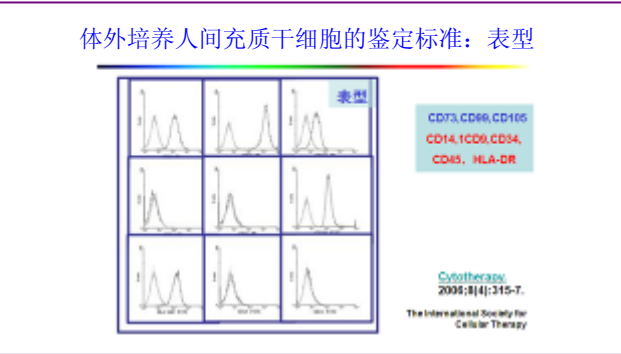 体外培养人间充质干细胞的鉴定标准：表型
表型
CD73,CD90,CD105
CD14,1CD9,CD34,
CD45，HLA-DR
Cytotherapy.
2006;8(4):315-7.
The International Society for
Cellular Therapy